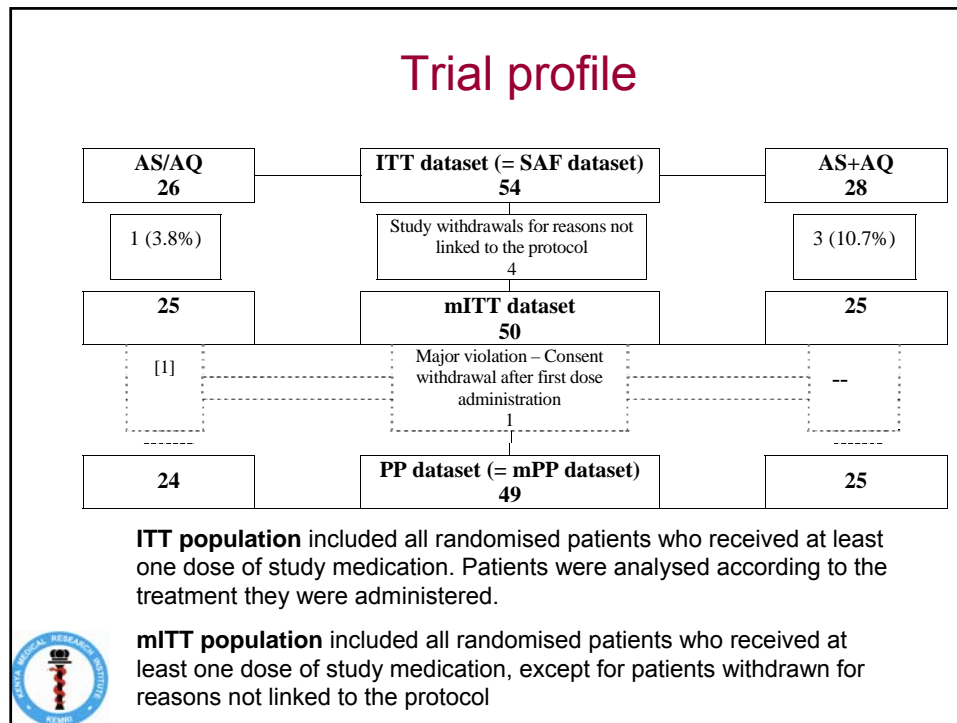 Trial profile
AS/AQ
26
ITT dataset (= SAF dataset)
54
AS+AQ
28
1 (3.8%)
Study withdrawals for reasons not
linked to the protocol
4
3 (10.7%)
25
mITT dataset
50
25
[1]
Major violation – Consent
withdrawal after first dose
administration
1
--
-------
-------
24
PP dataset (= mPP dataset)
49
25
ITT population included all randomised patients who received at least
one dose of study medication. Patients were analysed according to the
treatment they were administered.
mITT population included all randomised patients who received at
least one dose of study medication, except for patients withdrawn for
reasons not linked to the protocol
KENYA MEDICAL RESEARCH INSTITUTE
KEMRI